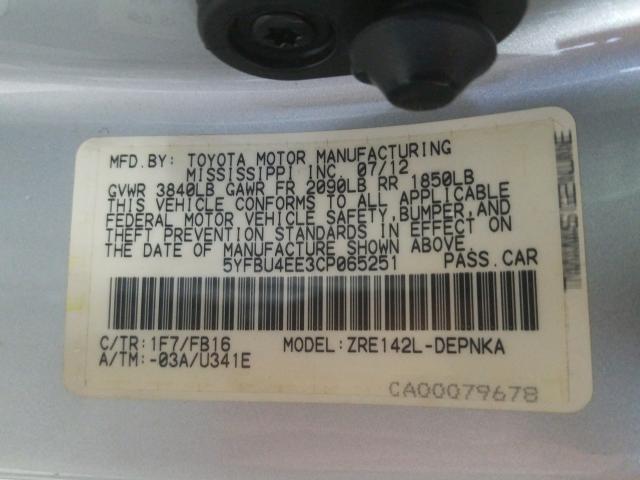 MFD.BY: TOYOTA MOTOR MANUFACTURING
MISSISSIPPI INC. 07/12
GVWR 3840LB GAWR FR 2090LB RR 1850LB
THIS VEHICLE CONFORMS TO ALL APPLICABLE
FEDERAL MOTOR VEHICLE SAFETY,BUMPER,AND
THEFT PREVENTION STANDARDS IN EFFECT ON
THE DATE OF MANUFACTURE SHOWN ABOVE.
5YFBU4EE3CP065251 PASS.CAR
C/TR:1F7/FB16 MODEL:ZRE142L-DEPNKA
A/TM:-03A/U341E
CA00079678
GENUINE